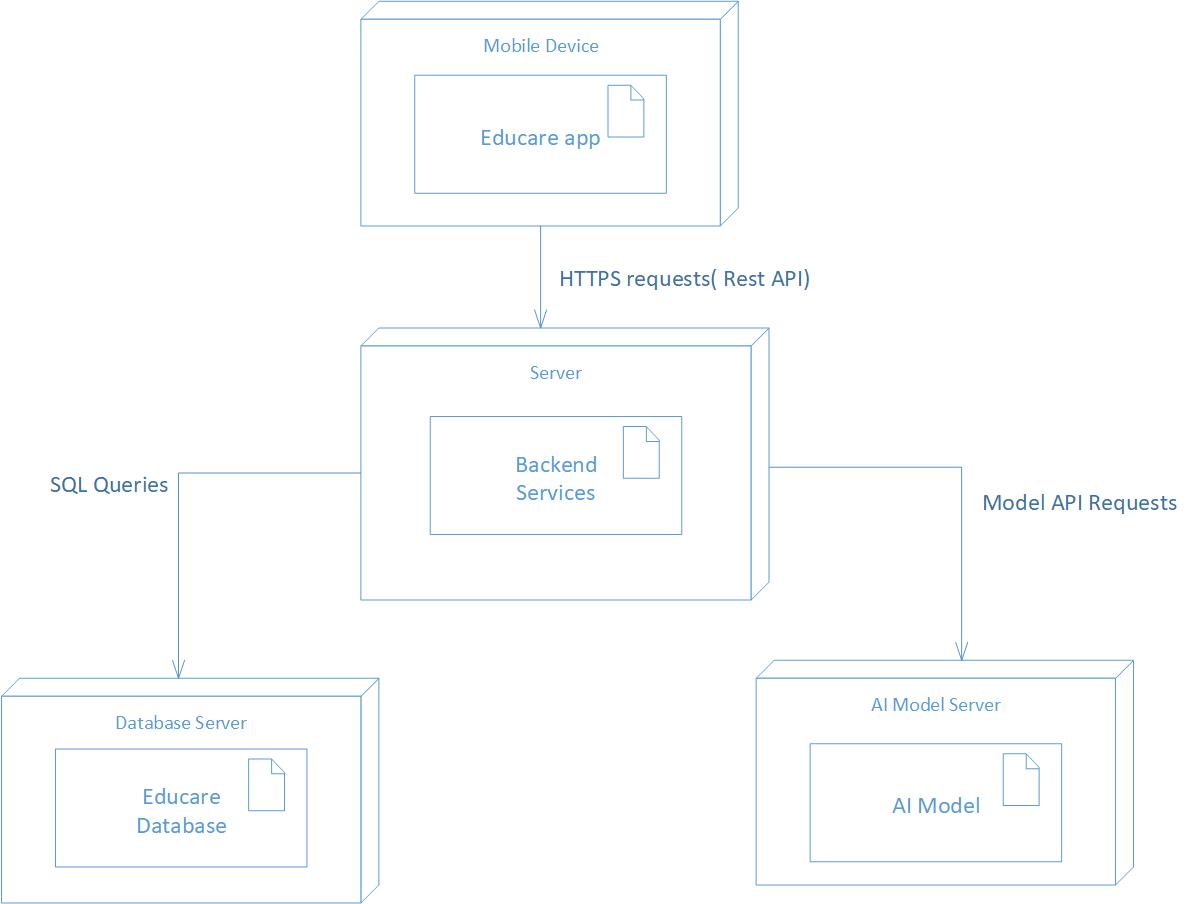 Mobile Device
Educare app
HTTPS requests( Rest API)
Server
Backend
Services
SQL Queries
Model API Requests
Database Server
Educare
Database
AI Model Server
AI Model